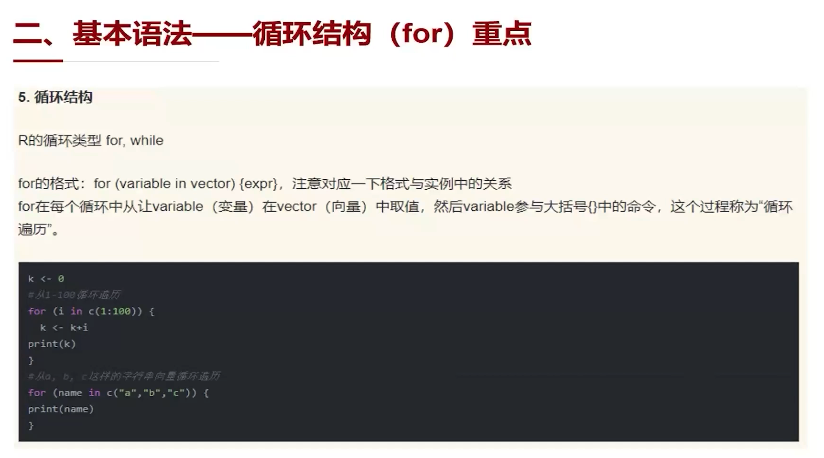 二、基本语法——循环结构（for）重点
5. 循环结构
R的循环类型 for, while
for的格式：for (variable in vector) {expr}，注意对应一下格式与实例中的关系
for在每个循环中从让variable（变量）在vector（向量）中取值，然后variable参与大括号{}中的命令，这个过程称为“循环
遍历”。
k <- 0
#从1-100循环遍历
for (i in c(1:100)) {
k <- k+i
print(k)
}
#从a, b, c这样的字符串向量循环遍历
for (name in c("a","b","c")) {
print(name)
}